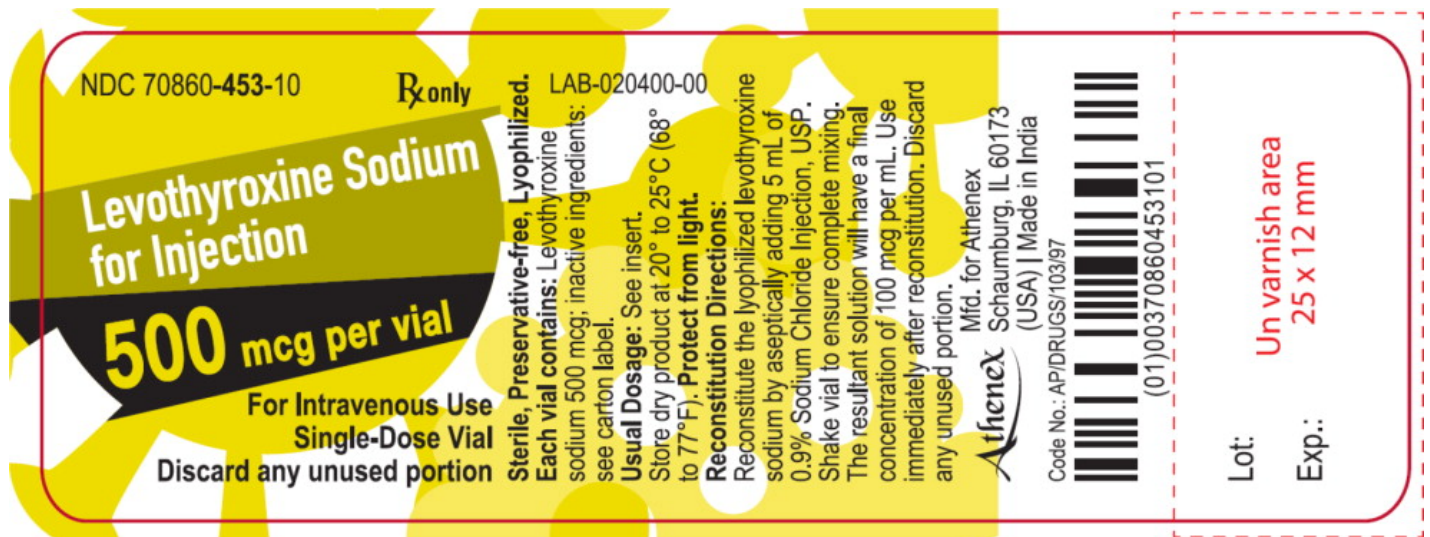 NDC 70860-453-10
Rx only
LAB-020400-00
Levothyroxine Sodium
for Injection
500 mcg per vial
For Intravenous Use
Single-Dose Vial
Discard any unused portion
Sterile, Preservative-free, Lyophilized.
Each vial contains: Levothyroxine
sodium 500 mcg; inactive ingredients:
see carton label.
Usual Dosage: See insert.
Store dry product at 20° to 25°C (68°
to 77°F). Protect from light.
Reconstitution Directions:
Reconstitute the lyophilized levothyroxine
sodium by aseptically adding 5 mL of
0.9% Sodium Chloride Injection, USP.
Shake vial to ensure complete mixing.
The resultant solution will have a final
concentration of 100 mcg per mL. Use
immediately after reconstitution. Discard
any unused portion.
Athenex
Mfd. for Athenex
Schaumburg, IL 60173
(USA) | Made in India
Code No.: AP/DRUGS/103/97
(01)00370860453101
Un varnish area
25 x 12 mm
Lot:
Exp.: